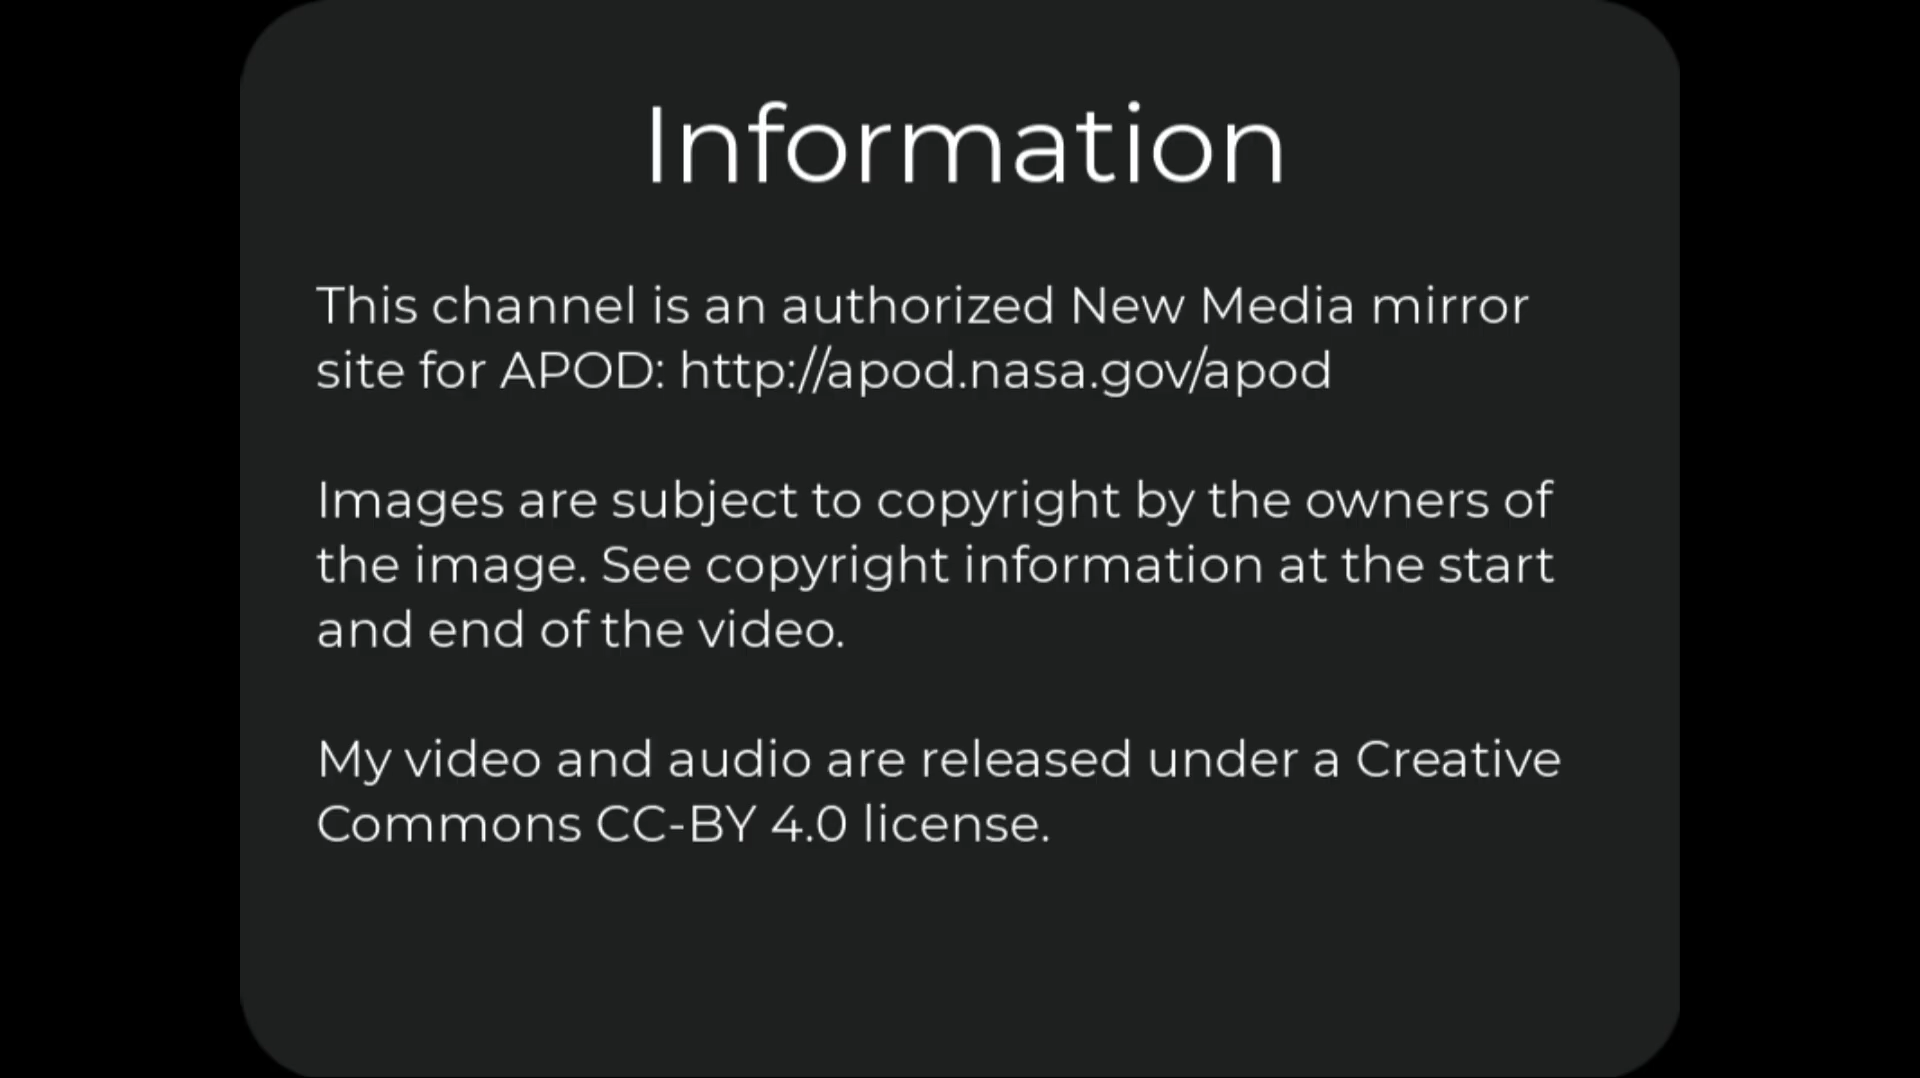 Information
This channel is an authorized New Media mirror
site for APOD: http://apod.nasa.gov/apod
Images are subject to copyright by the owners of
the image. See copyright information at the start
and end of the video.
My video and audio are released under a Creative
Commons CC-BY 4.0 license.